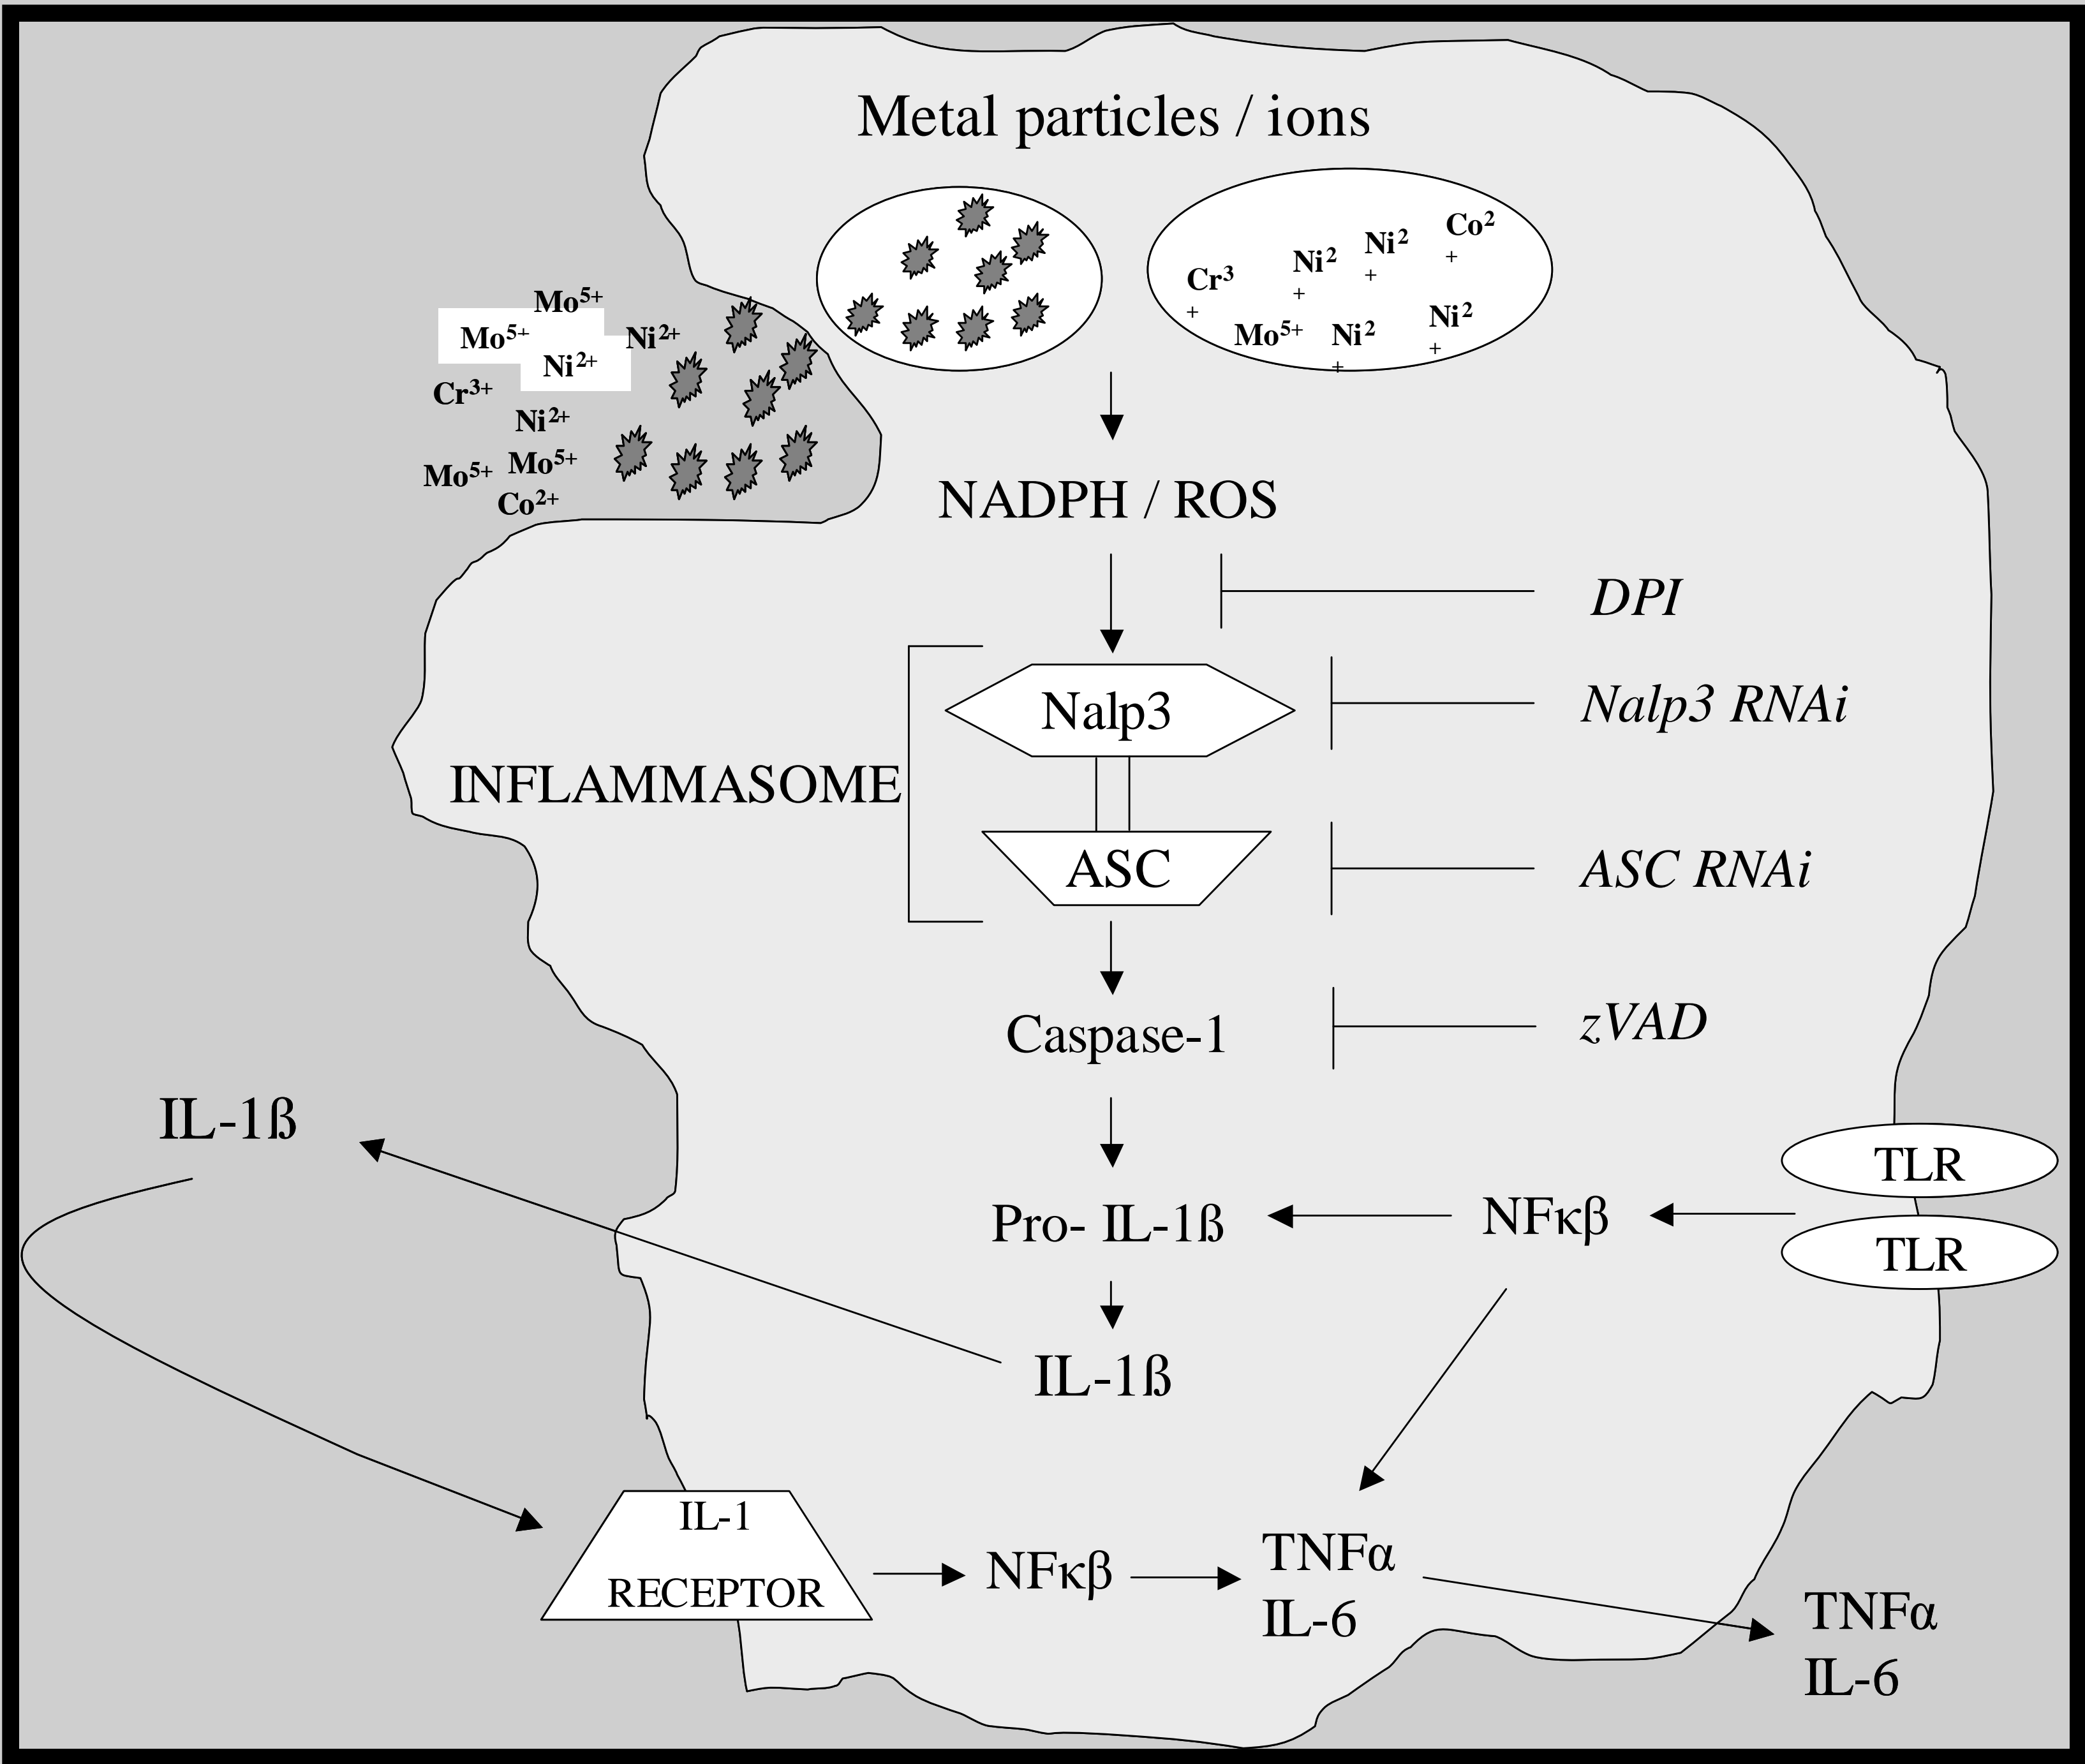 Metal particles / ions
Co²
+
Ni²
+
Ni²
+
Cr³
+
Ni²
+
Mo⁵⁺
Ni²
+
Mo⁵⁺
Mo⁵⁺
Ni²⁺
Ni²⁺
Cr³⁺
Ni²⁺
Mo⁵⁺
Mo⁵⁺
Co²⁺
NADPH / ROS
DPI
Nalp3
Nalp3 RNAi
INFLAMMASOME
ASC
ASC RNAi
Caspase-1
zVAD
IL-1ß
TLR
Pro- IL-1ß
NFκβ
TLR
IL-1ß
IL-1
RECEPTOR
NFκβ
TNFα
IL-6
TNFα
IL-6